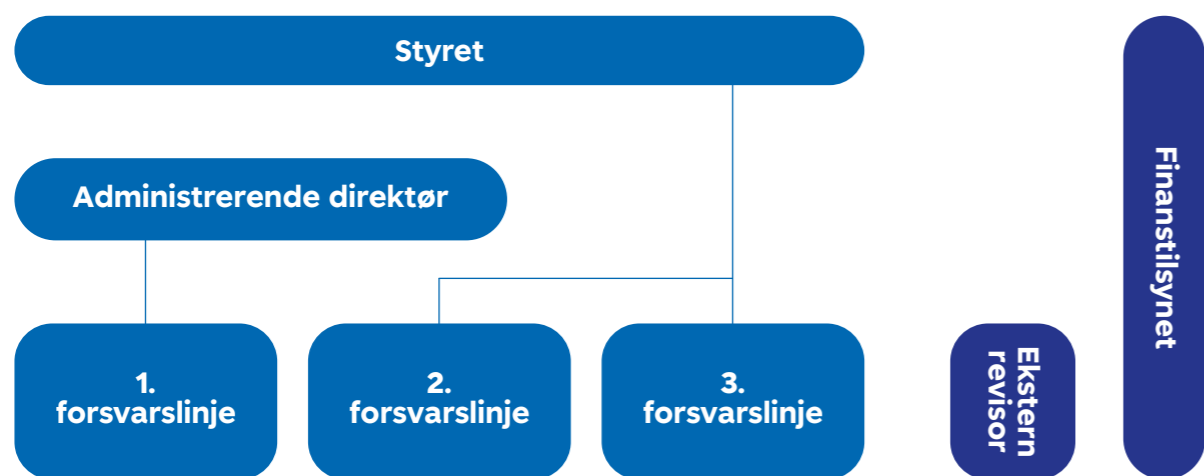 Styret
Administrerende direktør
1.
forsvarslinje
2.
forsvarslinje
3.
forsvarslinje
Ekstern
revisor
Finanstilsynet